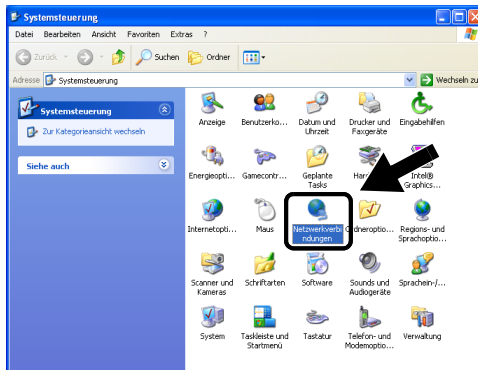 Systemsteuerung
Datei Bearbeiten Ansicht Favoriten Extras ?
Zurück Suchen Ordner
Adresse Systemsteuerung Wechseln zu
Systemsteuerung
Zur Kategorieansicht wechseln
Siehe auch
Anzeige Benutzerko... Datum und Drucker und Eingabehilfen
Uhrzeit Faxgeräte
Energieopti... Gamecontr... Geplante Intel®
Tasks Graphics...
Internetopti... Maus Netzwerkverbi Ordneroptio... Regions- und
ndungen Sprachoptio...
Scanner und Schriftarten Software Sounds und Sprachein-/...
Kameras Audiogeräte
System Taskleiste und Tastatur Telefon- und Verwaltung
Startmenü Modemoptio...